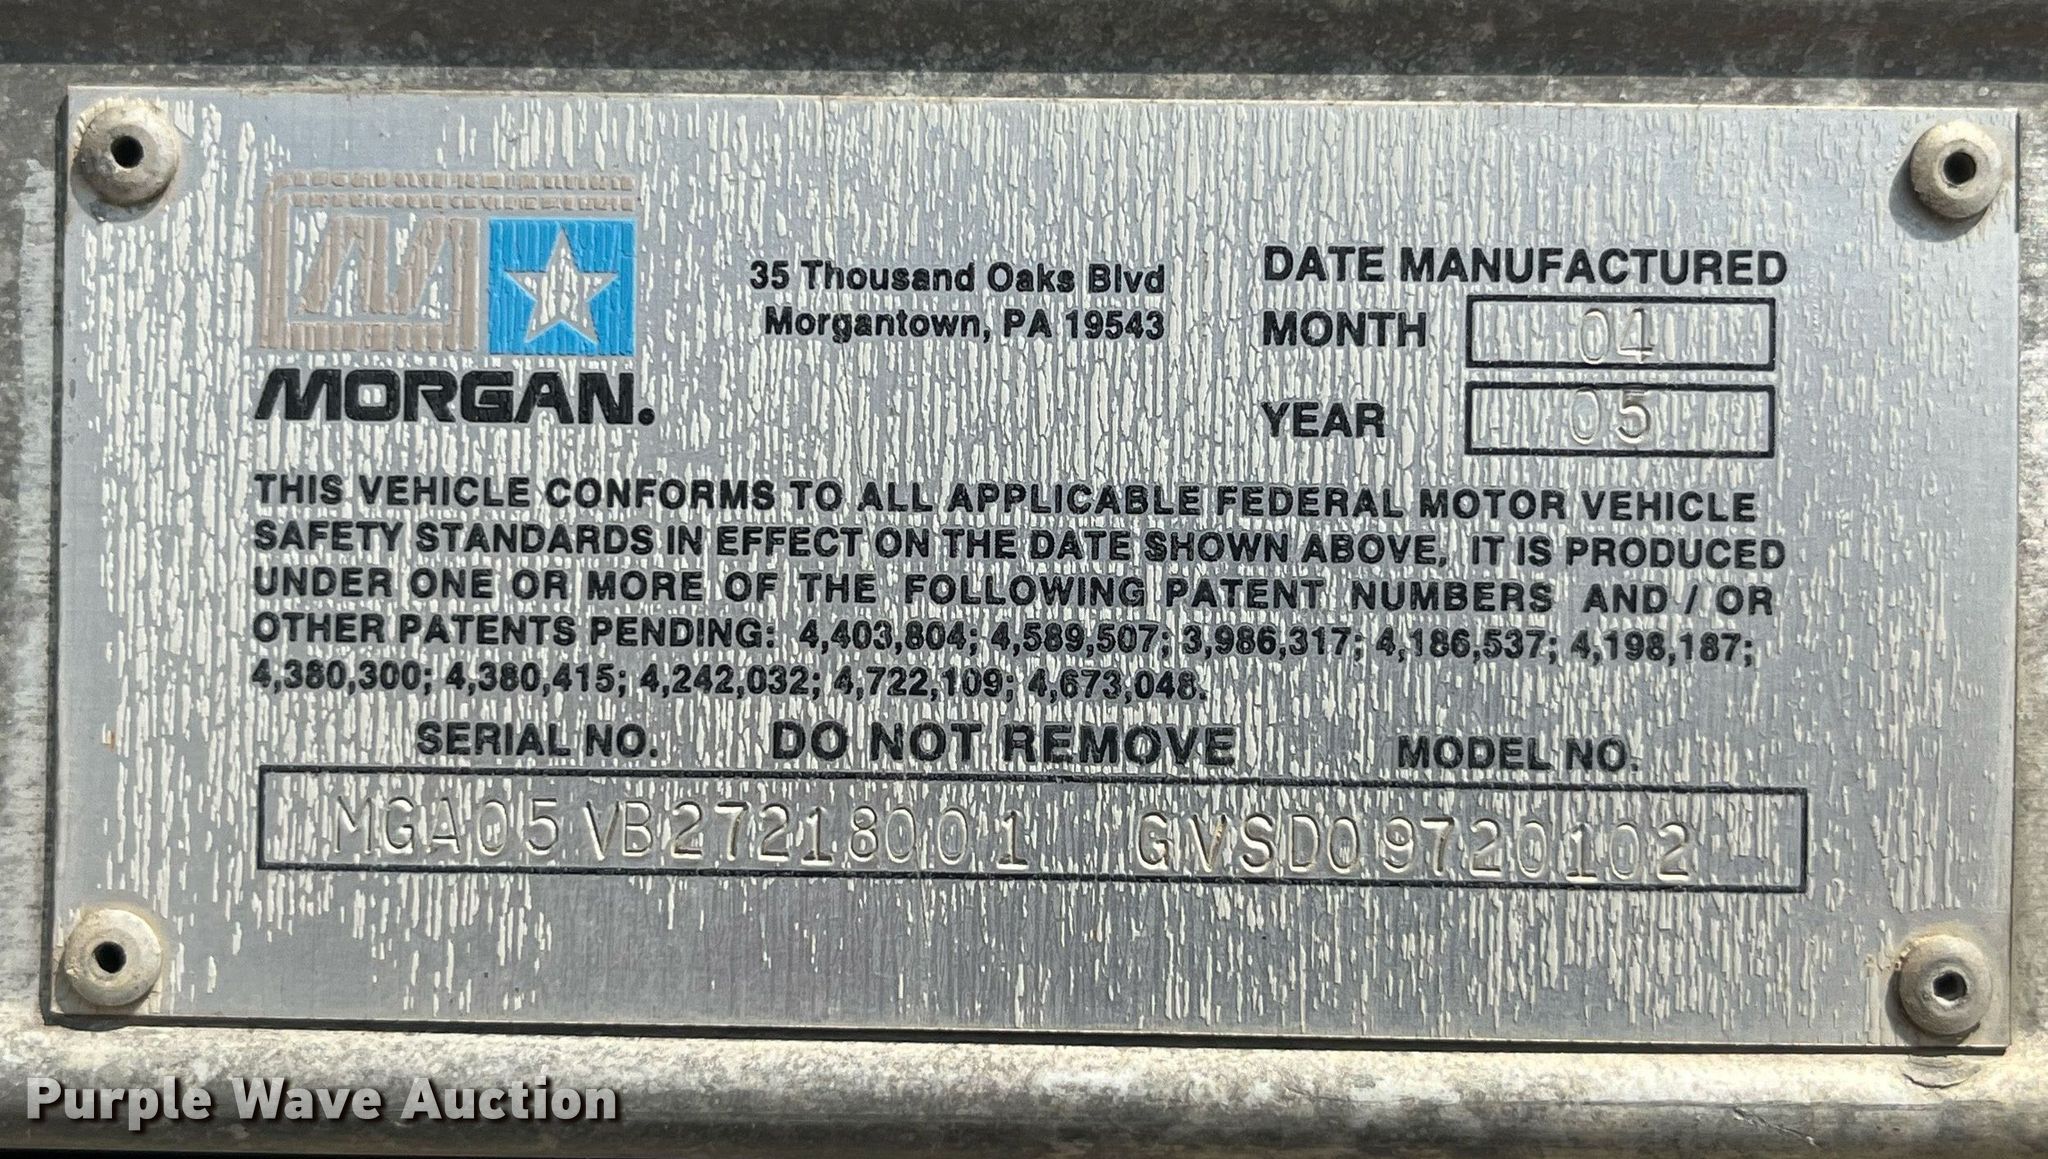 35 Thousand Oaks Blvd
Morgantown, PA 19543
DATE MANUFACTURED
MONTH 04
YEAR 05
MORGAN.
THIS VEHICLE CONFORMS TO ALL APPLICABLE FEDERAL MOTOR VEHICLE
SAFETY STANDARDS IN EFFECT ON THE DATE SHOWN ABOVE, IT IS PRODUCED
UNDER ONE OR MORE OF THE FOLLOWING PATENT NUMBERS AND / OR
OTHER PATENTS PENDING: 4,403,804; 4,589,507; 3,986,317; 4,186,537; 4,198,187;
4,380,300; 4,380,415; 4,242,032; 4,722,109; 4,673,048.
SERIAL NO. DO NOT REMOVE MODEL NO.
MGA05VB27218001 GVSD09720102
Purple Wave Auction